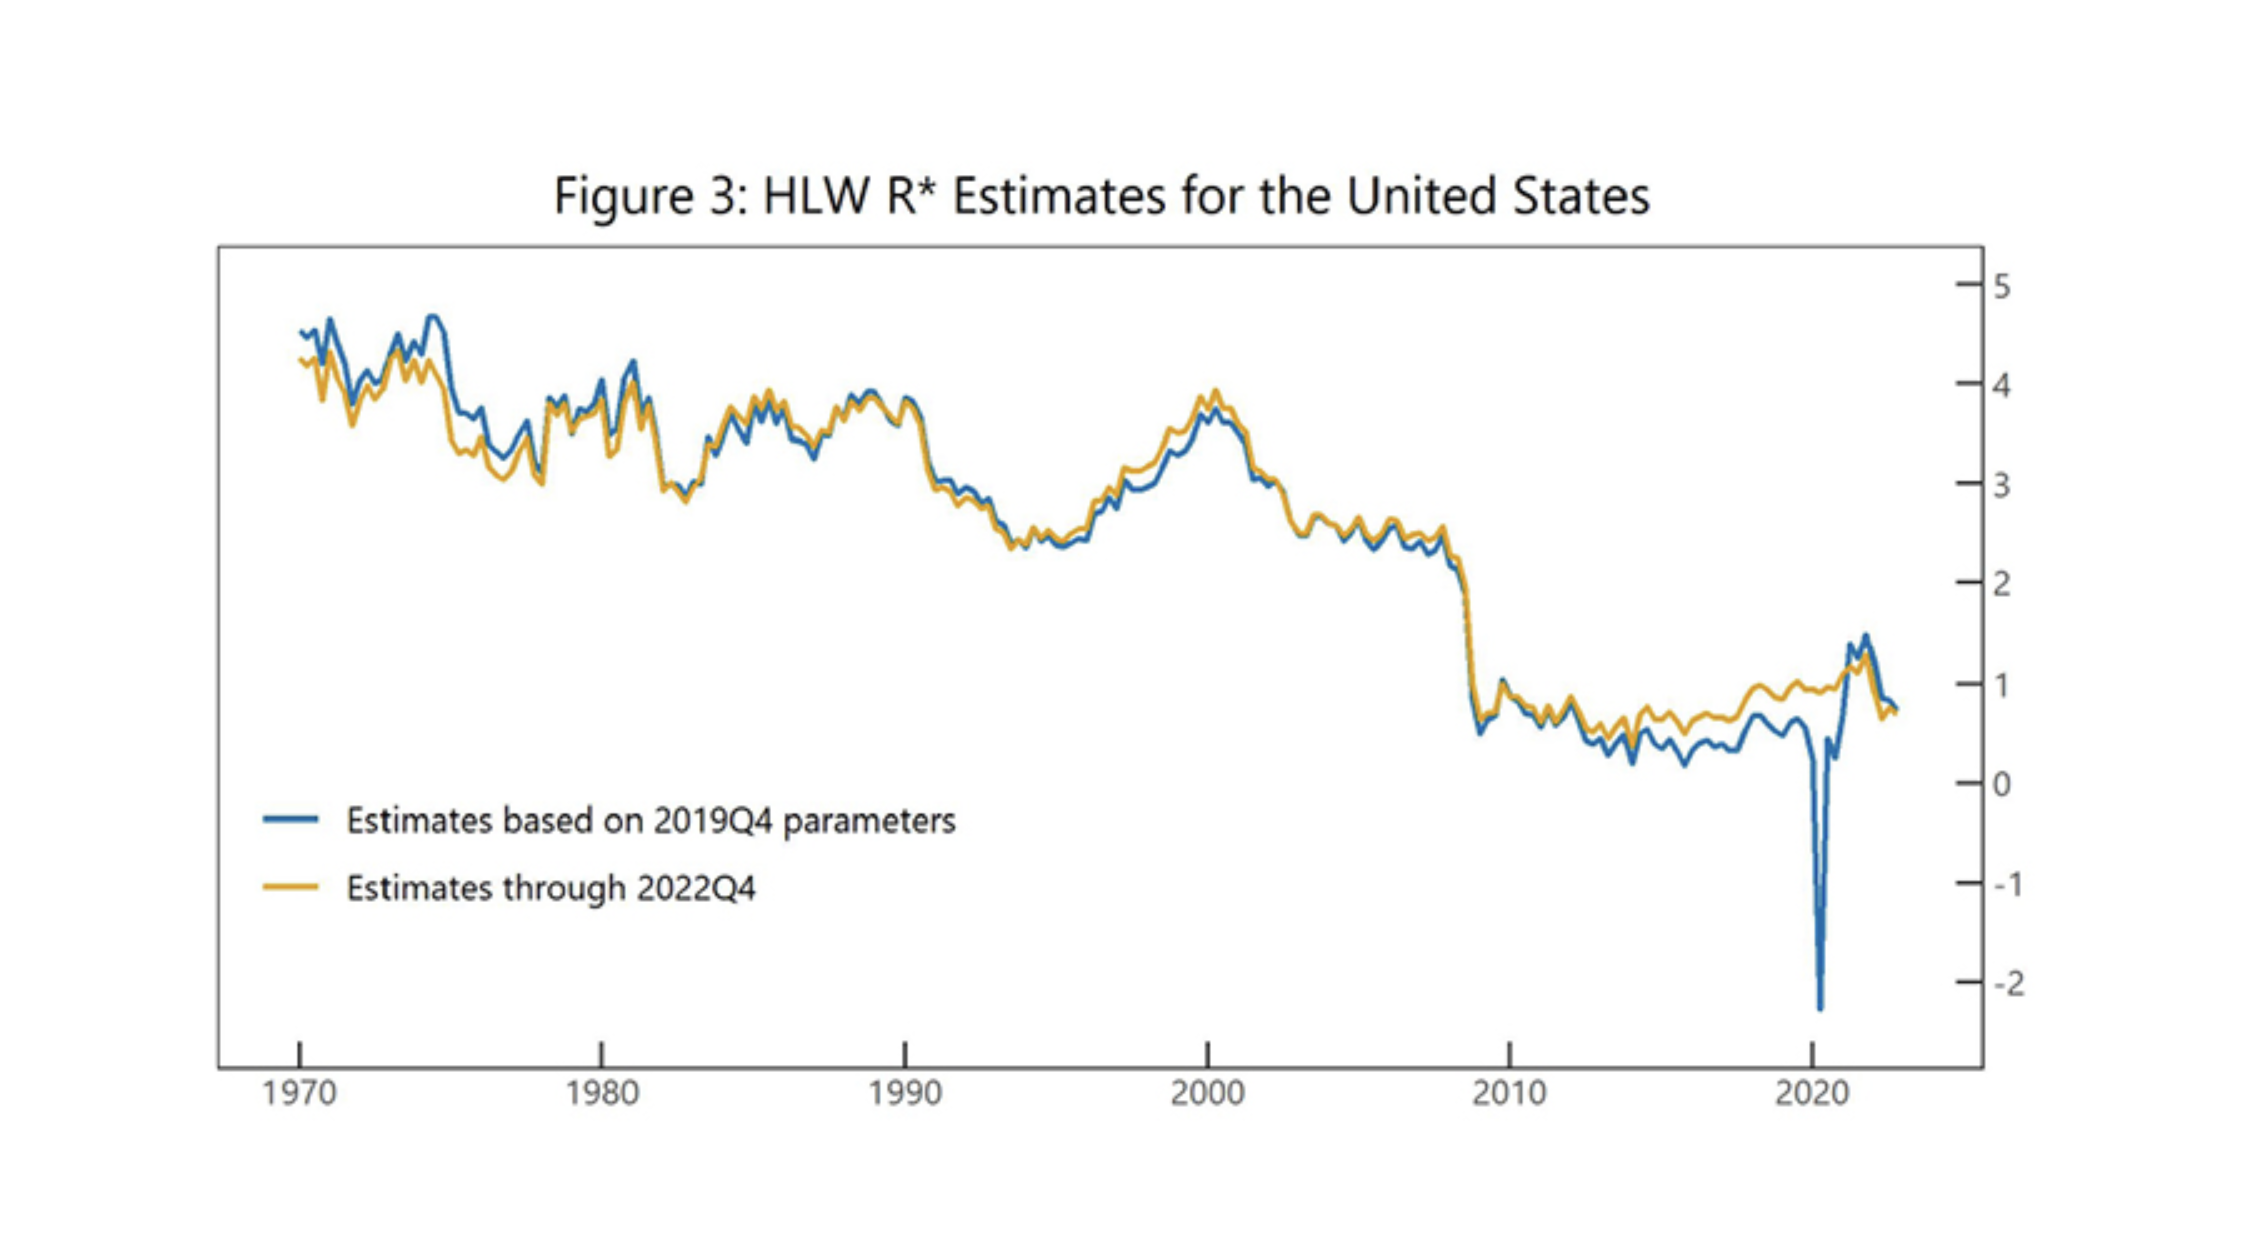 Figure 3: HLW R* Estimates for the United States
5
4
3
2
1
0
-1
-2
Estimates based on 2019Q4 parameters
Estimates through 2022Q4
1970 1980 1990 2000 2010 2020